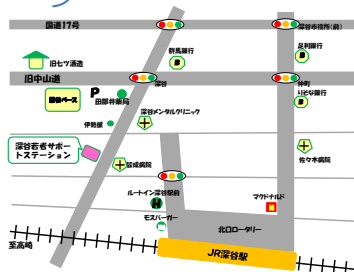 国道17号
深谷市役所(前)
群馬銀行
足利銀行
旧七ツ酒造
旧中山道
深谷
仲町
P
田部井薬局
りそな銀行
伊勢屋
深谷メンタルクリニック
深谷若者サポー
トステーション
佐々木病院
ルートイン深谷駅前
H
マクドナルド
M
モスバーガー
北口ロータリー
至高崎
JR深谷駅